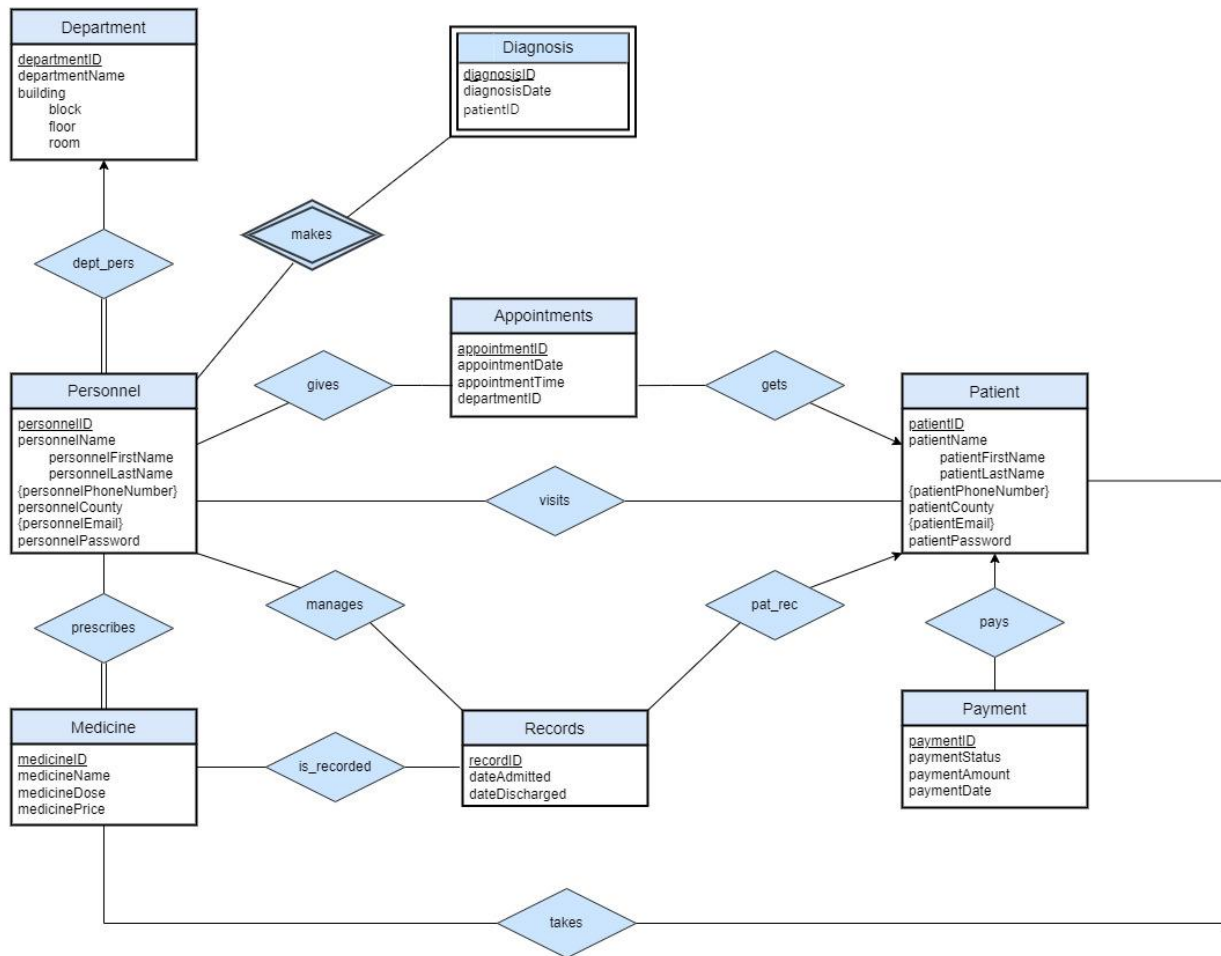 Department
departmentID
departmentName
building
block
floor
room
Diagnosis
diagnosisID
diagnosisDate
patientID
makes
dept_pers
Appointments
appointmentID
appointmentDate
appointmentTime
departmentID
gives
gets
Personnel
personnelID
personnelName
personnelFirstName
personnelLastName
{personnelPhoneNumber}
personnelCounty
{personnelEmail}
personnelPassword
Patient
patientID
patientName
patientFirstName
patientLastName
{patientPhoneNumber}
patientCounty
{patientEmail}
patientPassword
visits
prescribes
manages
pat_rec
pays
Medicine
medicineID
medicineName
medicineDose
medicinePrice
is_recorded
Records
recordID
dateAdmitted
dateDischarged
Payment
paymentID
paymentStatus
paymentAmount
paymentDate
takes